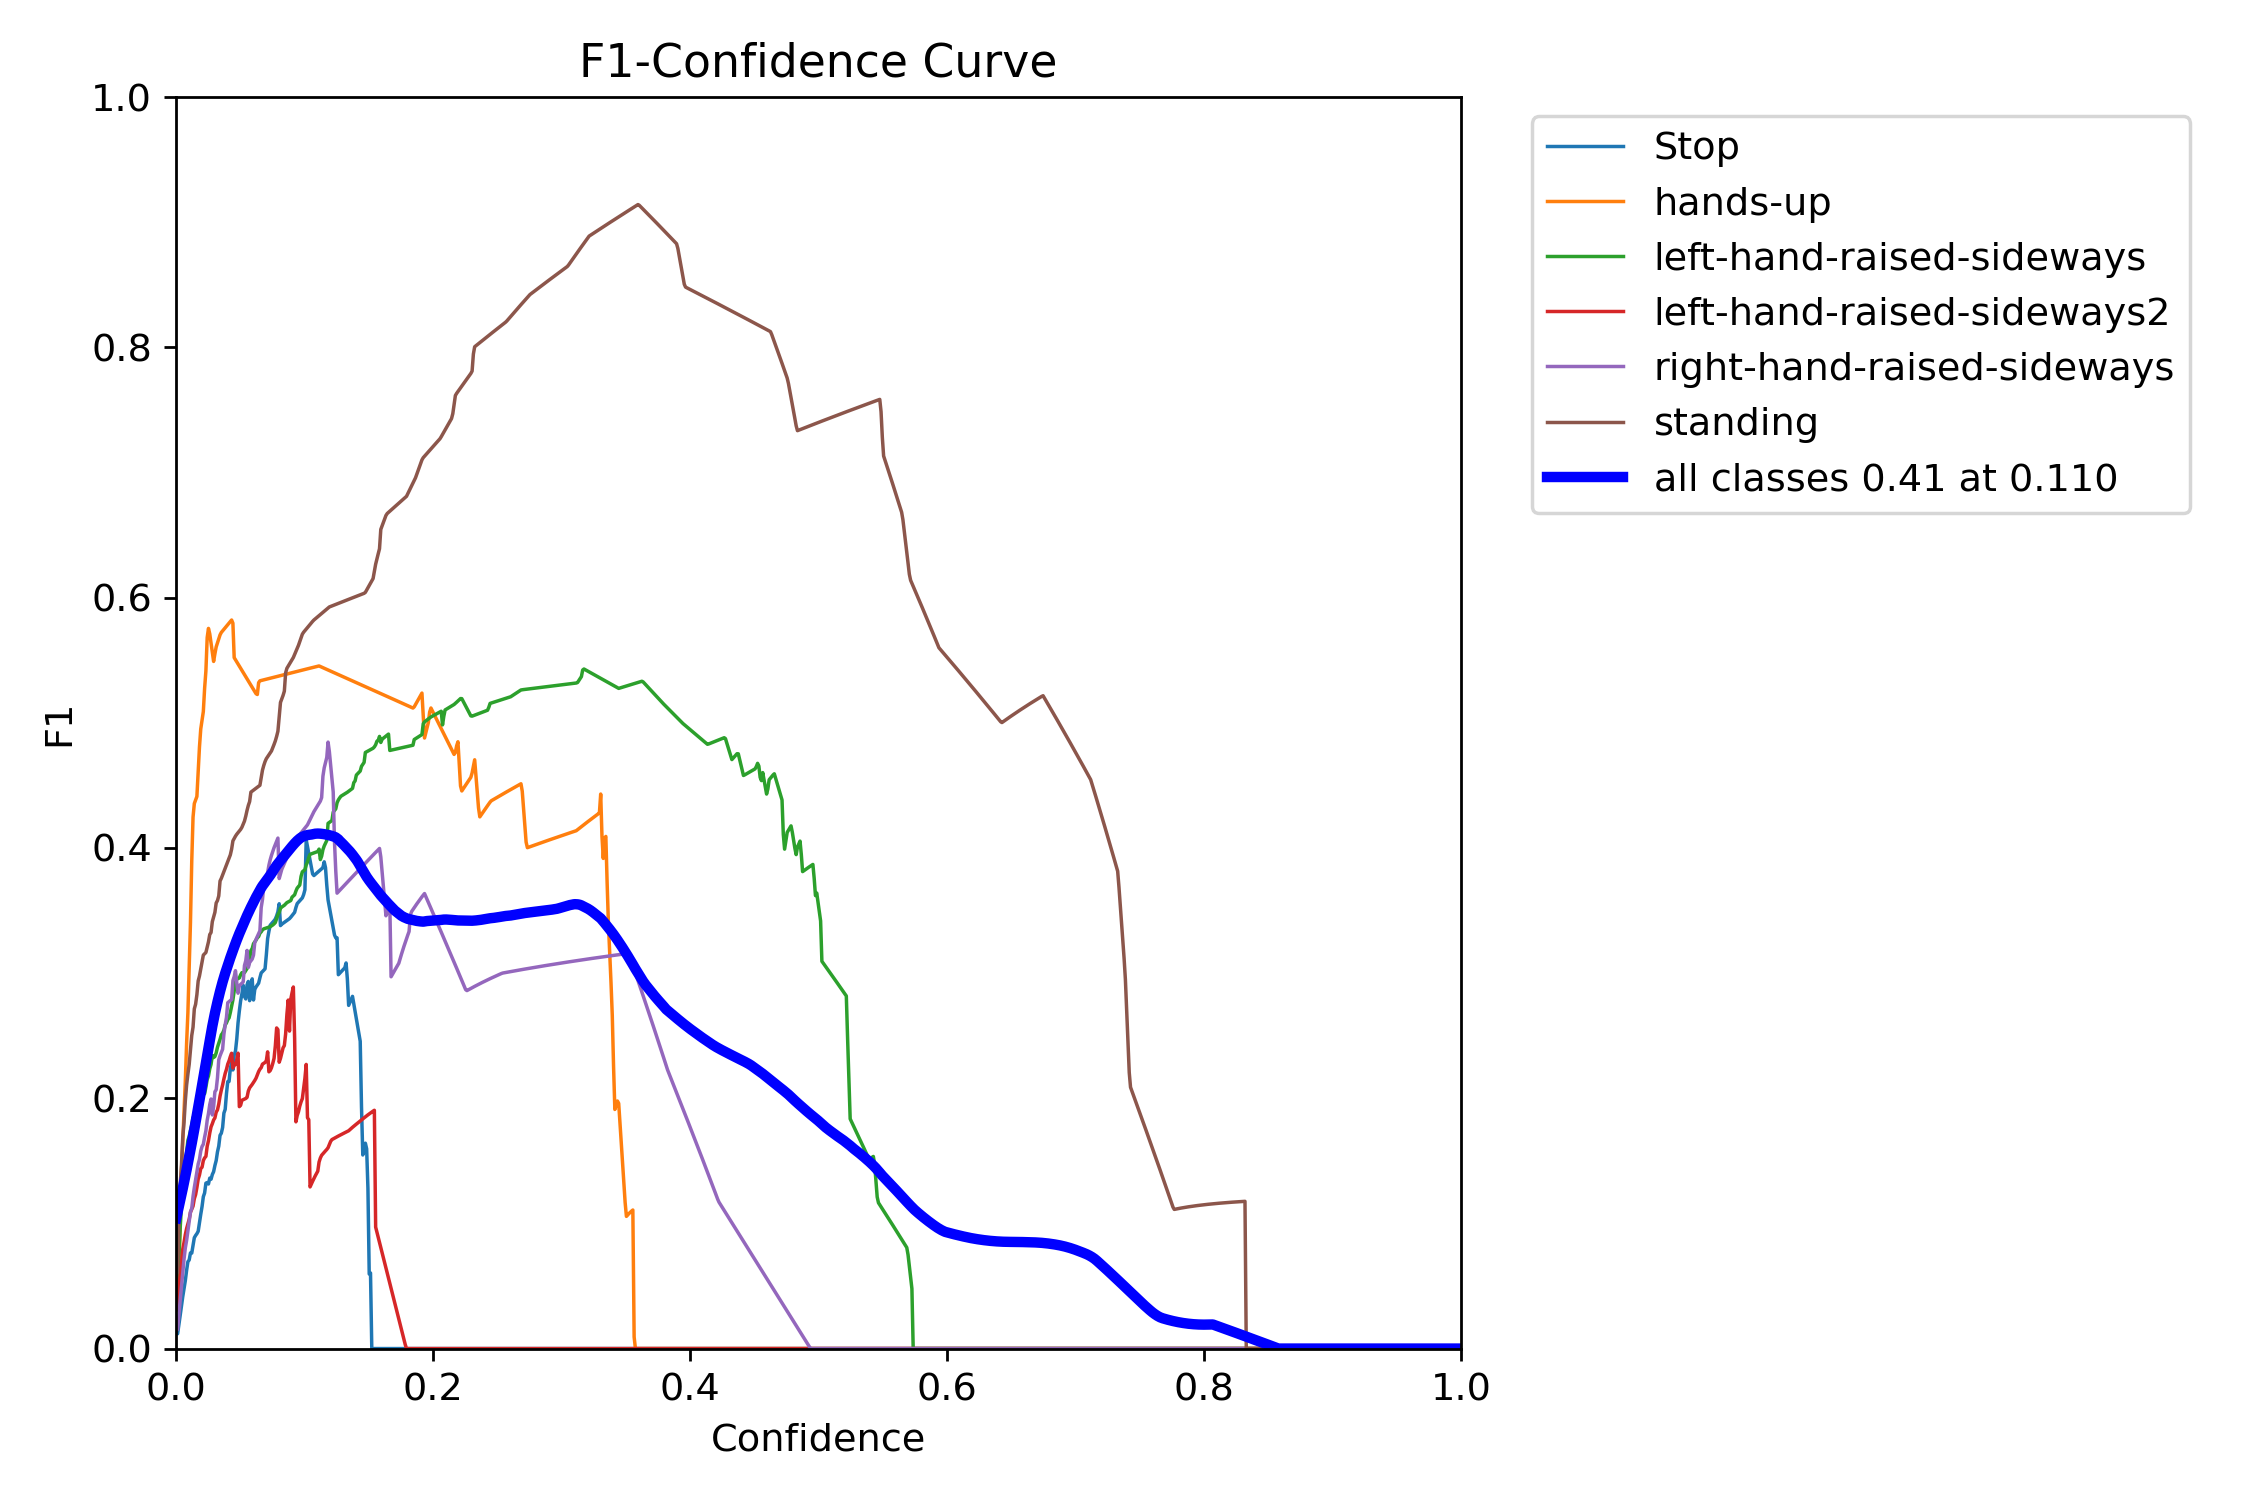 F1-Confidence Curve
1.0
0.8
0.6
0.4
0.2
0.0
F1
0.0 0.2 0.4 0.6 0.8 1.0
Confidence
Stop
hands-up
left-hand-raised-sideways
left-hand-raised-sideways2
right-hand-raised-sideways
standing
all classes 0.41 at 0.110